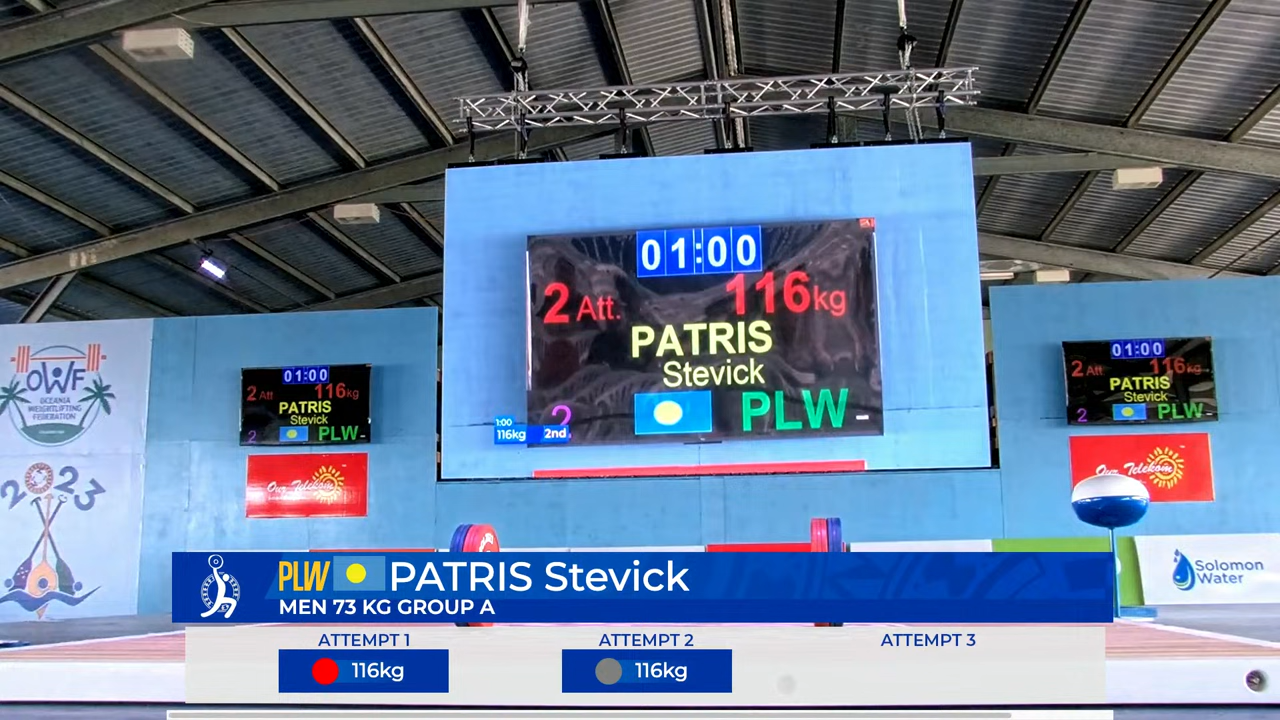 01:00
2 Att. 116kg
PATRIS
Stevick
2 PLW
1:00
116kg 2nd
OWF
OCEANIA
WEIGHTLIFTING
FEDERATION
2023
01:00
2 Att 116kg
PATRIS
Stevick
2 PLW
Our Telekom
01:00
2 Att 116kg
PATRIS
Stevick
2 PLW
Our Telekom
Solomon
Water
PLW PATRIS Stevick
MEN 73 KG GROUP A
ATTEMPT 1 ATTEMPT 2 ATTEMPT 3
116kg 116kg